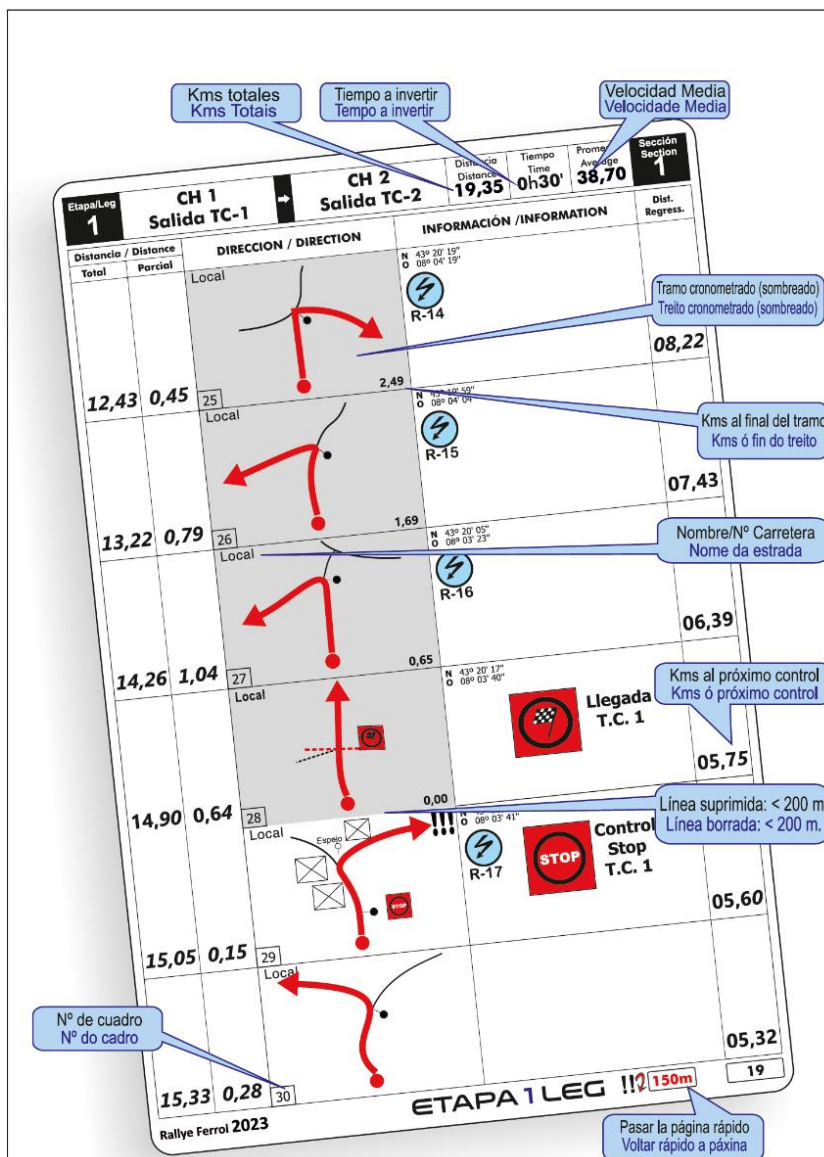 Kms totales
Kms Totais
Tiempo a invertir
Tempo a invertir
Velocidad Media
Velocidade Media
Etapa/Leg
1
CH 1
Salida TC-1
CH 2
Salida TC-2
Distancia
Distance
19,35
Tiempo
Time
0h30'
Average
38,70
Sección
Section
1
Distancia / Distance
Total
Parcial
DIRECCION / DIRECTION
INFORMACIÓN/INFORMATION
Dist.
Regress.
Local
N 43º 20' 19"
O 08º 04' 19"
R-14
12,43
0,45
25
2,49
08,22
Tramo cronometrado (sombreado)
Treito cronometrado (sombreado)
Local
59"
O 08º 04' 04"
R-15
13,22
0,79
26
1,69
07,43
Kms al final del tramo
Kms ó fin do treito
Local
N 43º 20' 05"
O 08º 03' 23"
R-16
14,26
1,04
27
0,65
06,39
Nombre/Nº Carretera
Nome da estrada
Local
N 43º 20' 17"
O 08º 03' 40"
Llegada
T.C. 1
14,90
0,64
28
0,00
05,75
Kms al próximo control
Kms ó próximo control
Local
Espejo
!!!
O 08º 03' 41"
R-17
STOP
STOP
Control
Stop
T.C. 1
15,05
0,15
29
05,60
Línea suprimida: < 200 m
Línea borrada: < 200 m.
Local
15,33
0,28
30
05,32
Nº de cuadro
Nº do cadro
Rallye Ferrol 2023
ETAPA 1 LEG
!!2
150m
19
Pasar la página rápido
Voltar rápido a páxina